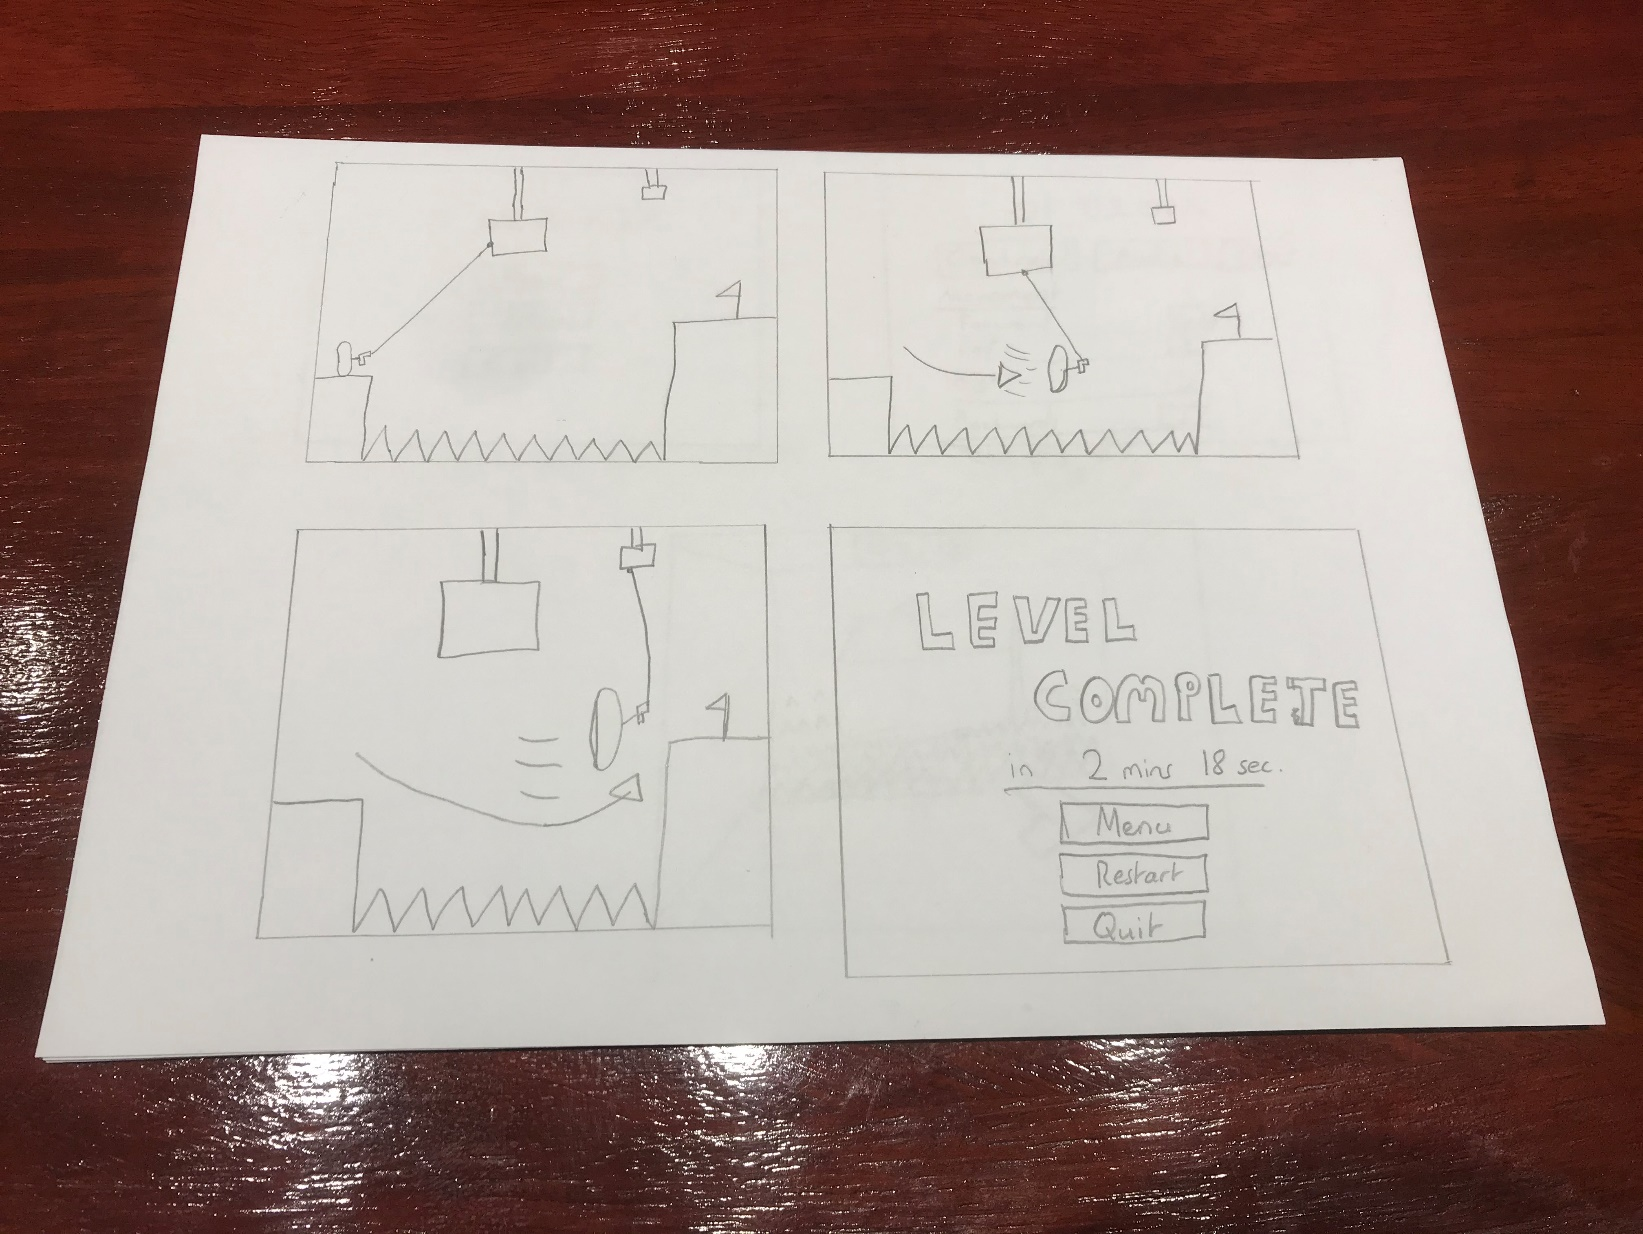 LEVEL
COMPLETE
in 2 mins 18 sec.
Menu
Restart
Quit